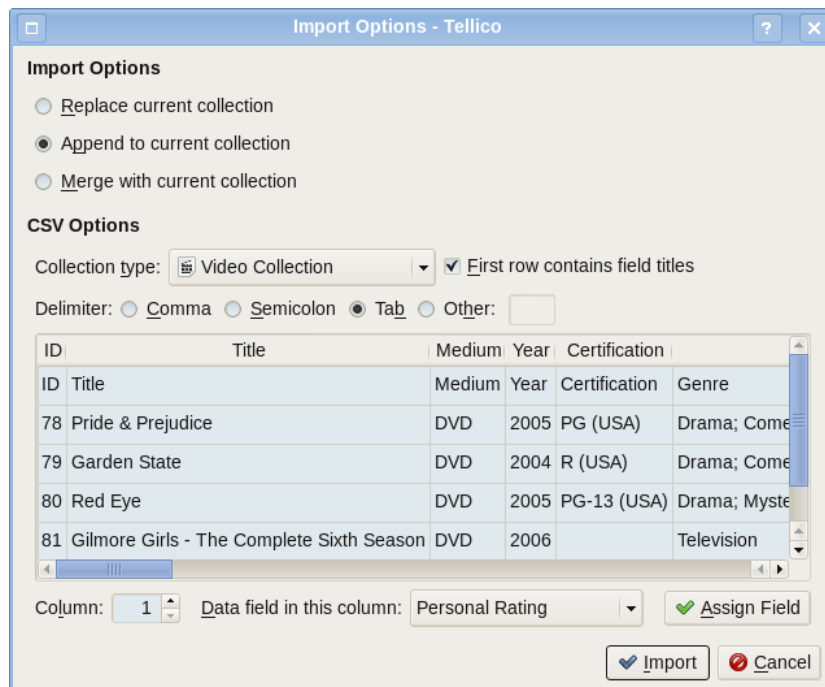 Import Options - Tellico ?
Import Options
Replace current collection
Append to current collection
Merge with current collection
CSV Options
Collection type: Video Collection First row contains field titles
Delimiter: Comma Semicolon Tab Other:
ID Title Medium Year Certification
ID Title Medium Year Certification Genre
78 Pride & Prejudice DVD 2005 PG (USA) Drama; Come
79 Garden State DVD 2004 R (USA) Drama; Come
80 Red Eye DVD 2005 PG-13 (USA) Drama; Myste
81 Gilmore Girls - The Complete Sixth Season DVD 2006 Television
Column: 1 Data field in this column: Personal Rating Assign Field
Import Cancel